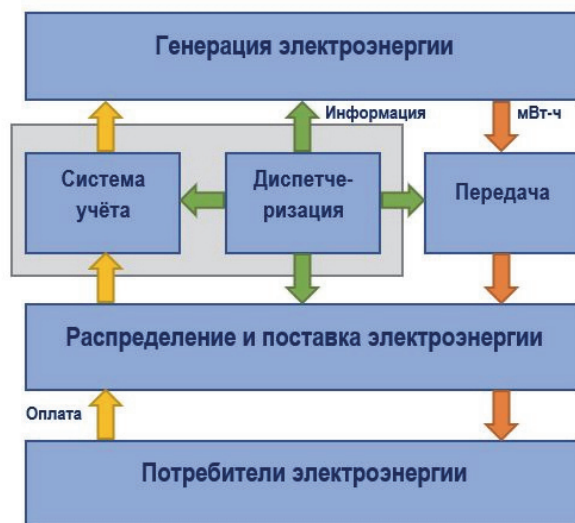 Генерация электроэнергии
Информация
мВт-ч
Система
учёта
Диспетче-
ризация
Передача
Распределение и поставка электроэнергии
Оплата
Потребители электроэнергии